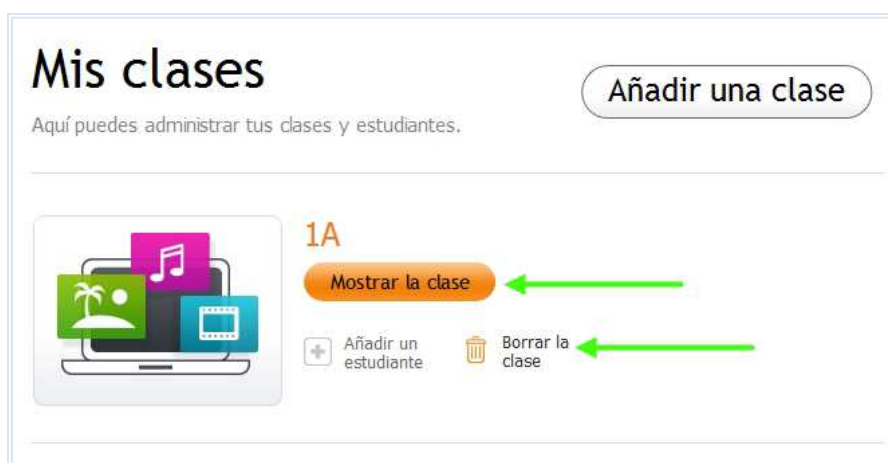 Mis clases
Añadir una clase
Aquí puedes administrar tus clases y estudiantes.
1A
Mostrar la clase
Añadir un
estudiante
Borrar la
clase